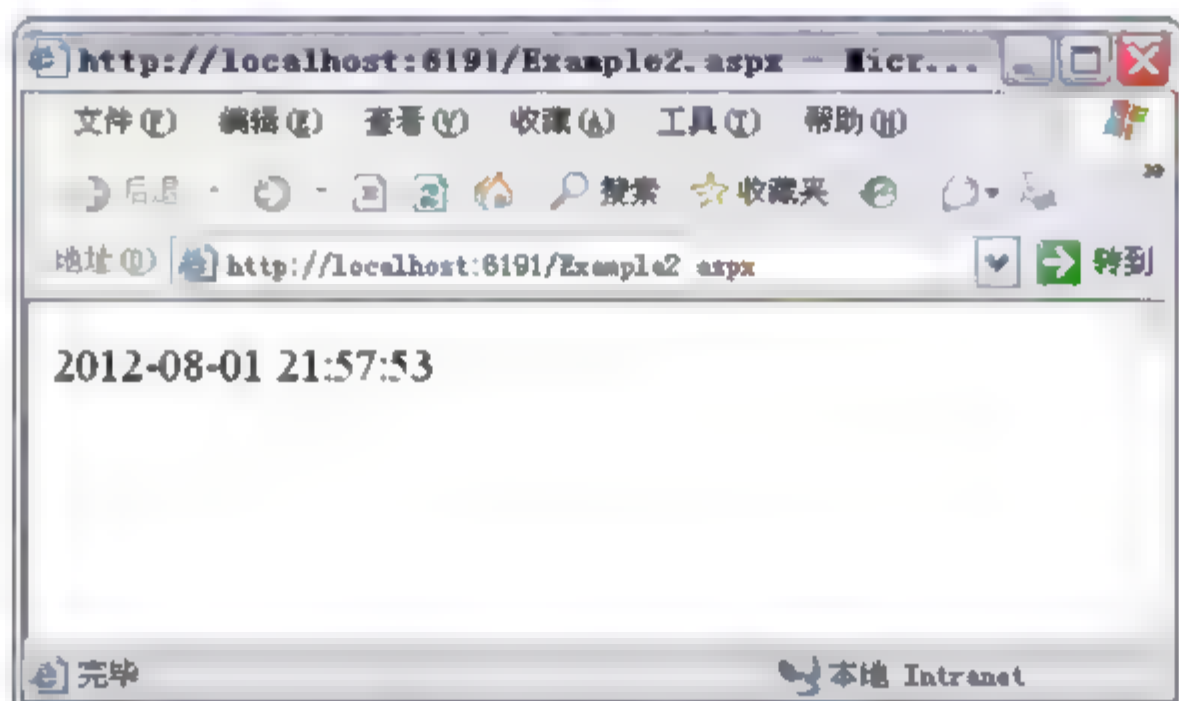 http://localhost:6191/Example2.aspx - Micr...
文件(F) 编辑(E) 查看(V) 收藏(A) 工具(T) 帮助(H)
后退 搜索 收藏夹 »
地址(D) http://localhost:6191/Example2.aspx 转到
2012-08-01 21:57:53
完毕 本地 Intranet